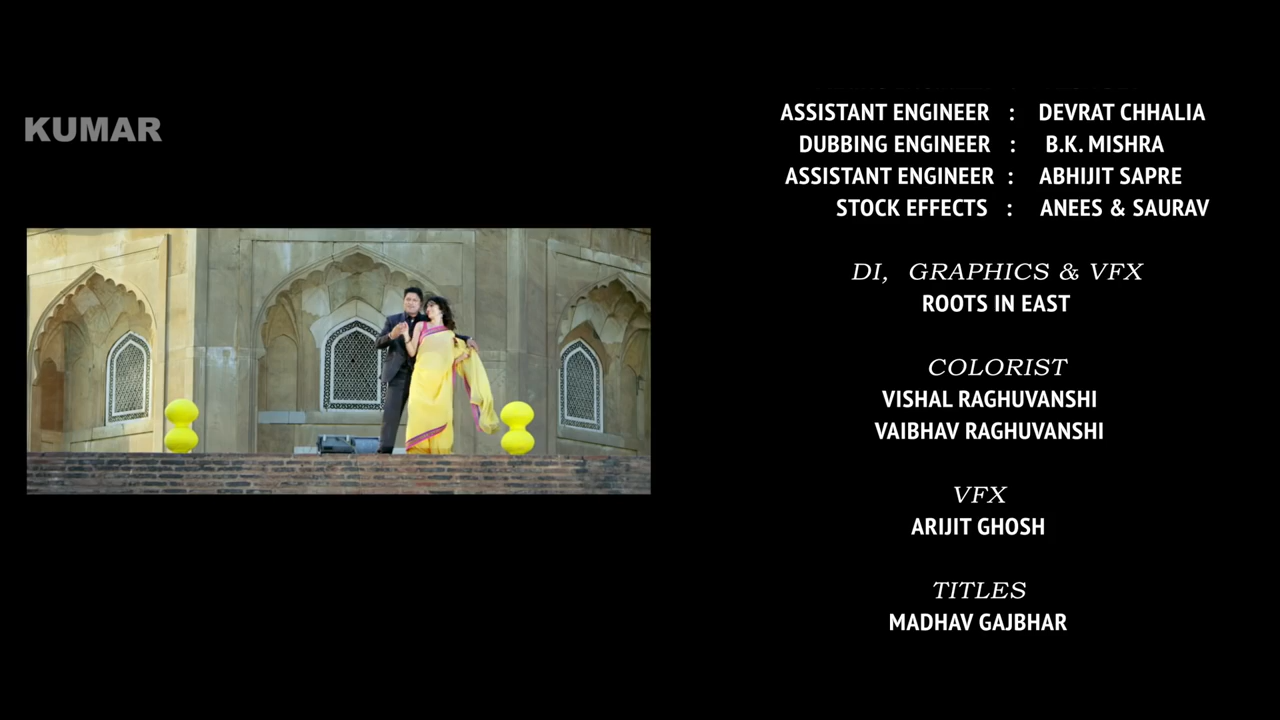 KUMAR
ASSISTANT ENGINEER : DEVRAT CHHALIA
DUBBING ENGINEER : B.K. MISHRA
ASSISTANT ENGINEER : ABHIJIT SAPRE
STOCK EFFECTS : ANEES & SAURAV
DI, GRAPHICS & VFX
ROOTS IN EAST
COLORIST
VISHAL RAGHUVANSHI
VAIBHAV RAGHUVANSHI
VFX
ARIJIT GHOSH
TITLES
MADHAV GAJBHAR